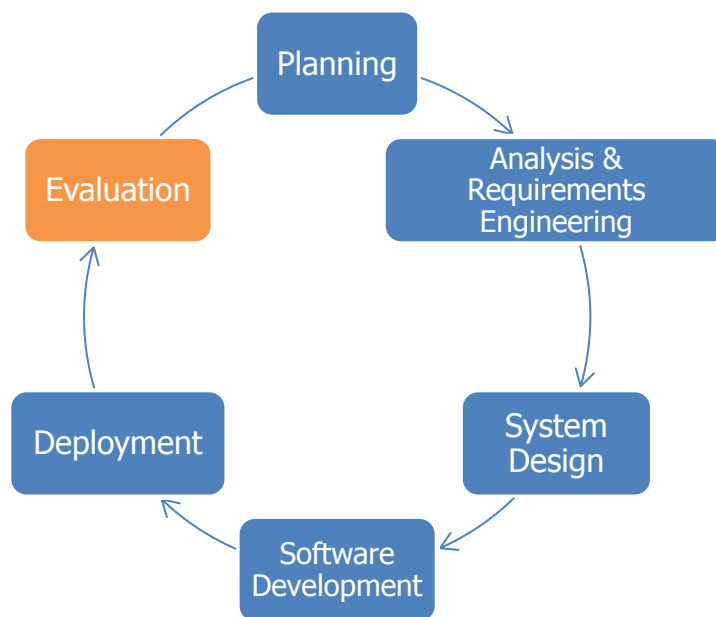 Planning
Analysis &
Requirements
Engineering
System
Design
Software
Development
Deployment
Evaluation